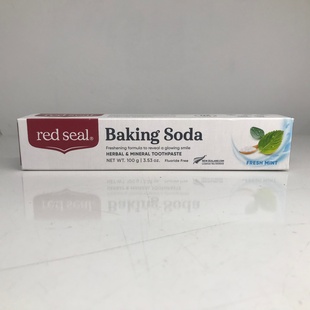 red seal®
Baking Soda
Freshening formula to reveal a glowing smile
HERBAL & MINERAL TOOTHPASTE
NET WT. 100 g | 3.53 oz. Fluoride Free
FRESH MINT